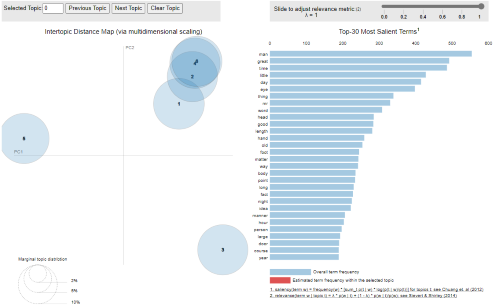 Selected Topic: 0 Previous Topic Next Topic Clear Topic
Slide to adjust relevance metric:(2)
λ = 1
0.0 0.2 0.4 0.6 0.8 1.0
Intertopic Distance Map (via multidimensional scaling)
PC2
PC1
2
1
3
Marginal topic distribution
2%
5%
10%
Top-30 Most Salient Terms1
0 100 200 300 400 500 600
man
great
time
little
day
eye
thing
mr
word
head
good
length
hand
old
foot
matter
way
body
point
long
fact
night
idea
manner
hour
person
large
door
course
year
Overall term frequency
Estimated term frequency within the selected topic